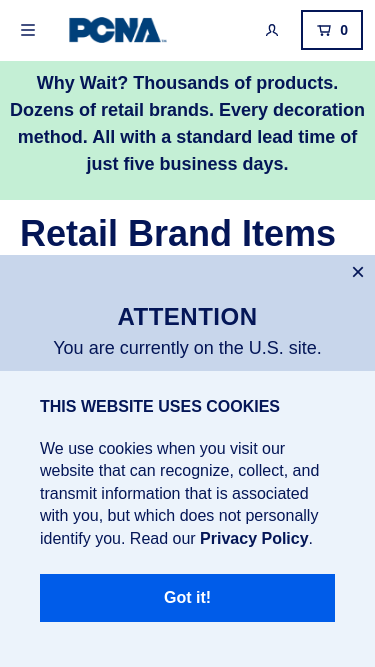 PCNA
0
Why Wait? Thousands of products.
Dozens of retail brands. Every decoration
method. All with a standard lead time of
just five business days.
Retail Brand Items
ATTENTION
You are currently on the U.S. site.
THIS WEBSITE USES COOKIES
We use cookies when you visit our
website that can recognize, collect, and
transmit information that is associated
with you, but which does not personally
identify you. Read our Privacy Policy.
Got it!